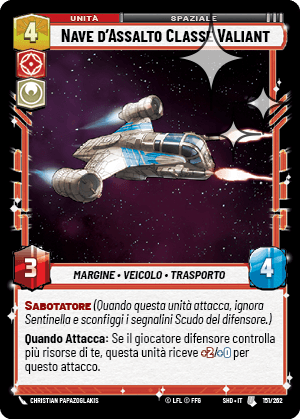 4
UNITÀ
SPAZIALE
NAVE D'ASSALTO CLASSE VALIANT
3
4
MARGINE • VEICOLO • TRASPORTO
SABOTATORE (Quando questa unità attacca, ignora
Sentinella e sconfiggi i segnalini Scudo del difensore.)
Quando Attacca: Se il giocatore difensore controlla
più risorse di te, questa unità riceve +2/+0 per
questo attacco.
CHRISTIAN PAPAZOGLAKIS
© LFL © FFG
SHD • IT
151/262